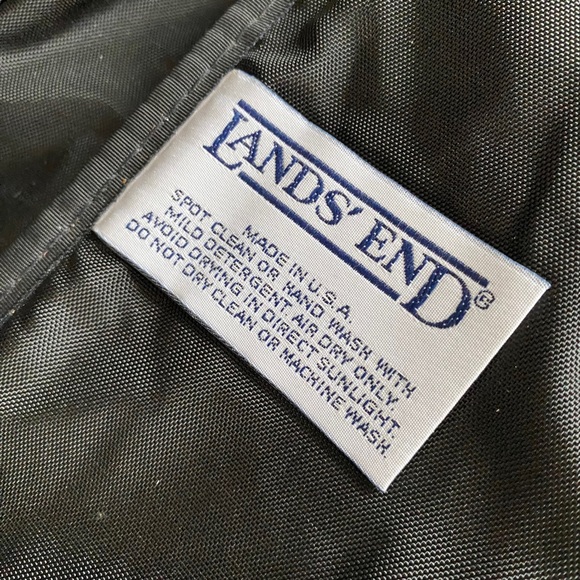 LANDS' END®
MADE IN U.S.A.
SPOT CLEAN OR HAND WASH WITH
MILD DETERGENT AIR DRY ONLY.
AVOID DRYING IN DIRECT SUNLIGHT.
DO NOT DRY CLEAN OR MACHINE WASH.